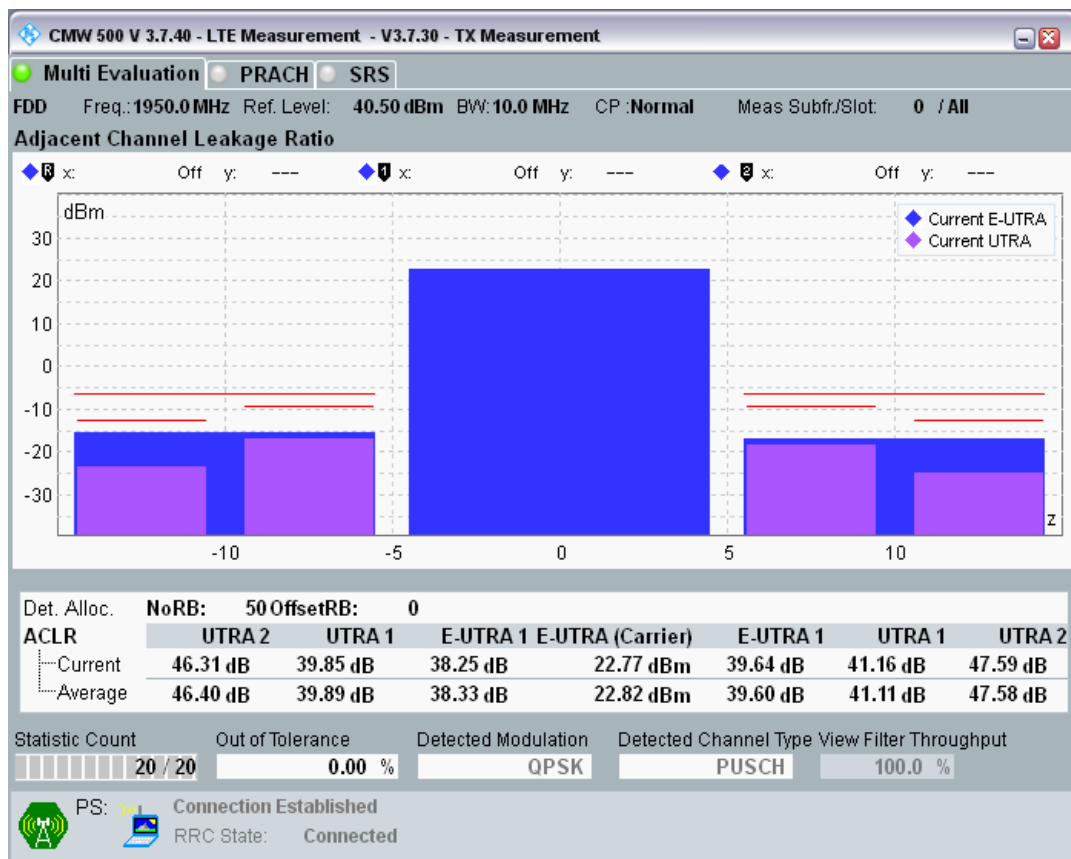 CMW 500 V 3.7.40 - LTE Measurement - V3.7.30 - TX Measurement
Multi Evaluation PRACH SRS
FDD Freq.: 1950.0 MHz Ref. Level: 40.50 dBm BW: 10.0 MHz CP :Normal Meas Subfr./Slot: 0 / All
Adjacent Channel Leakage Ratio
R x: Off y: --- 1 x: Off y: --- 2 x: Off y: ---
dBm
Current E-UTRA
Current UTRA
30
20
10
0
-10
-20
-30
z
-10 -5 0 5 10
Det. Alloc. NoRB: 50 OffsetRB: 0
ACLR UTRA 2 UTRA 1 E-UTRA 1 E-UTRA (Carrier) E-UTRA 1 UTRA 1 UTRA 2
Current 46.31 dB 39.85 dB 38.25 dB 22.77 dBm 39.64 dB 41.16 dB 47.59 dB
Average 46.40 dB 39.89 dB 38.33 dB 22.82 dBm 39.60 dB 41.11 dB 47.58 dB
Statistic Count Out of Tolerance Detected Modulation Detected Channel Type View Filter Throughput
20 / 20 0.00 % QPSK PUSCH 100.0 %
PS: Connection Established
RRC State: Connected